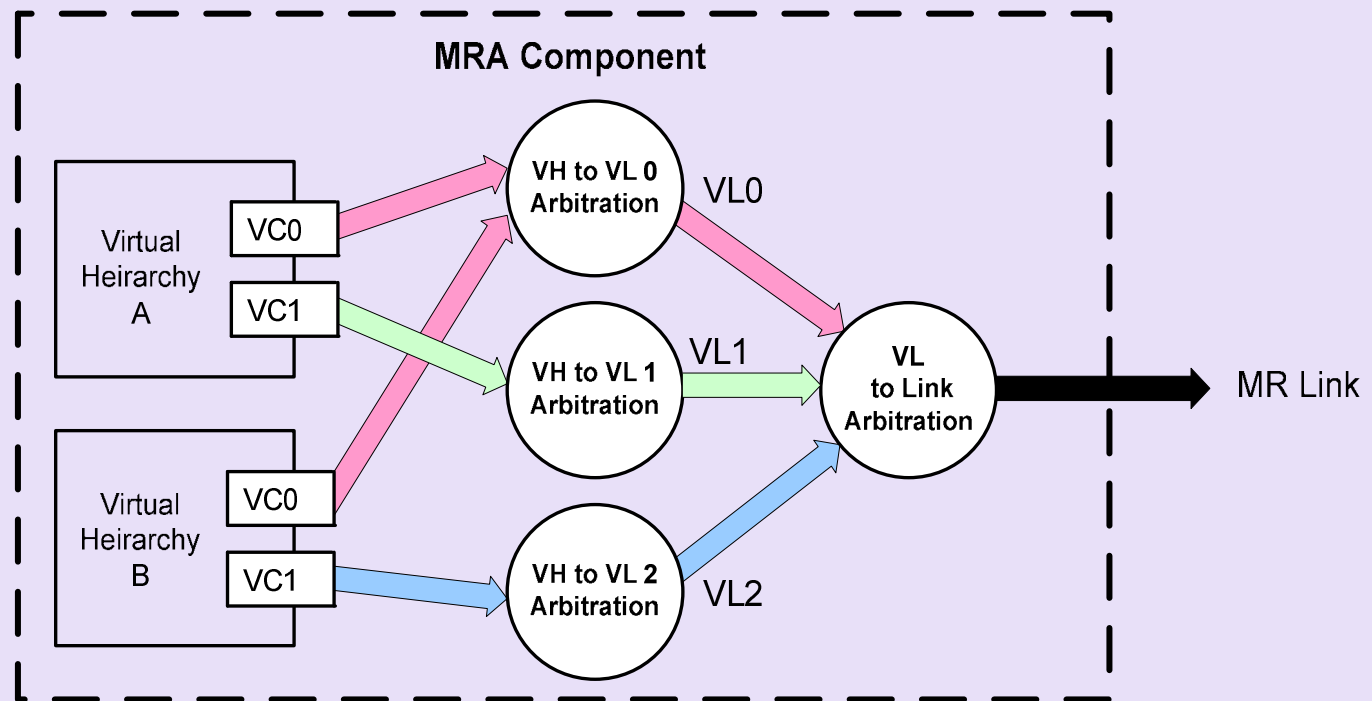 MRA Component
Virtual
Heirarchy
A
VC0
VC1
Virtual
Heirarchy
B
VC0
VC1
VH to VL 0
Arbitration
VL0
VH to VL 1
Arbitration
VL1
VH to VL 2
Arbitration
VL2
VL
to Link
Arbitration
MR Link